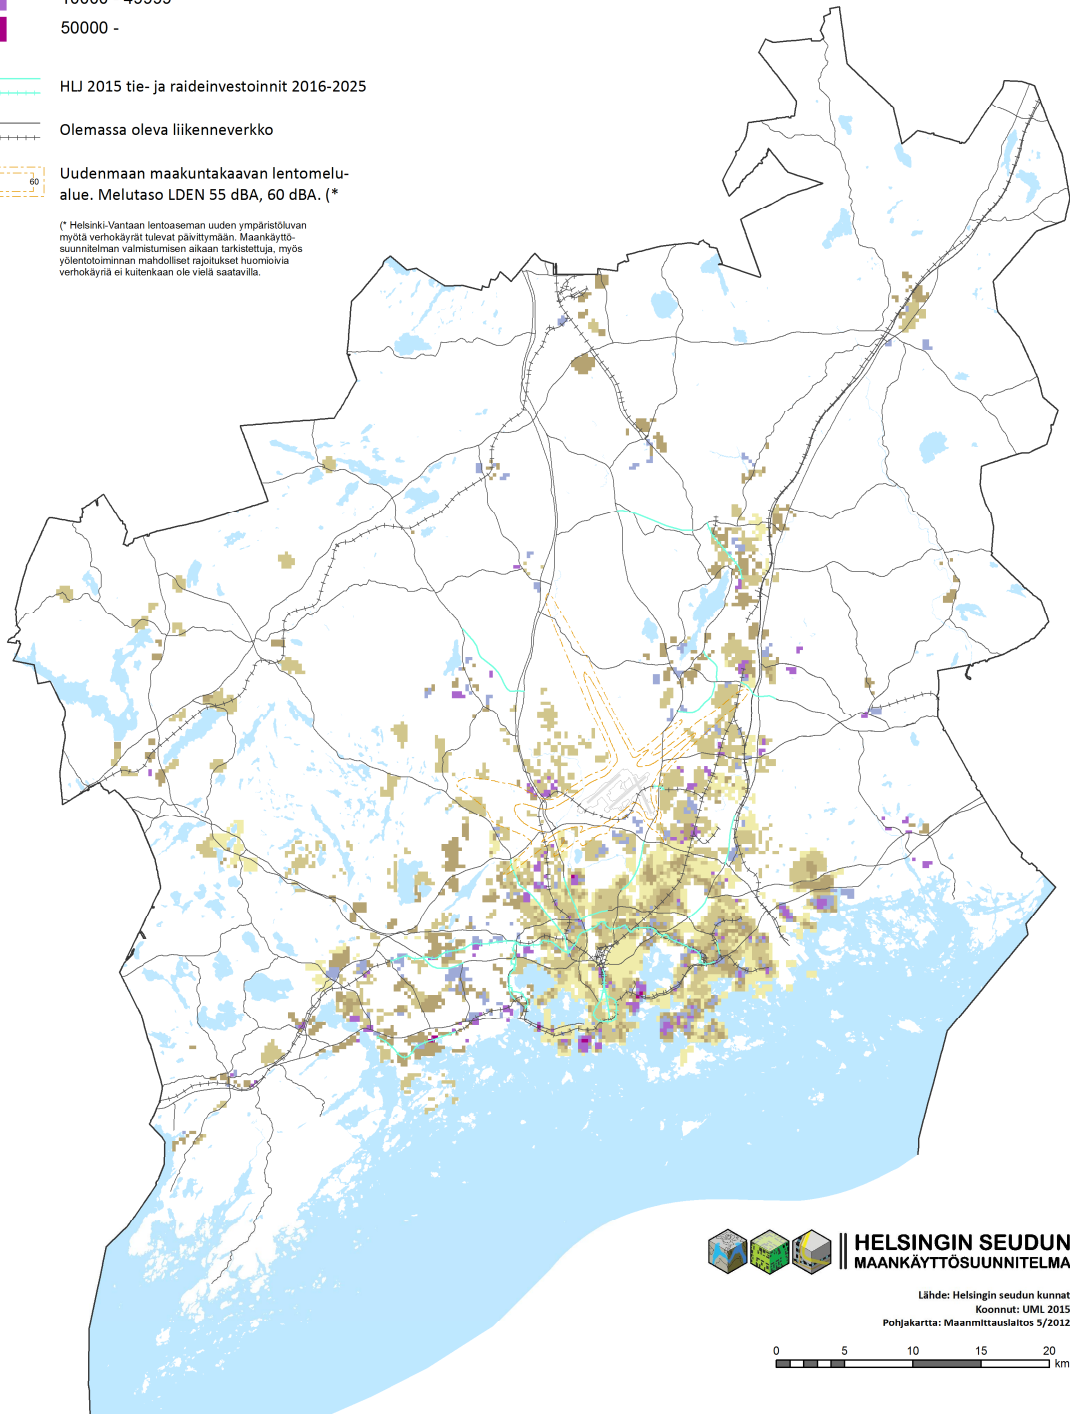 50000 -
HLJ 2015 tie- ja raideinvestoinnit 2016-2025
Olemassa oleva liikenneverkko
60
Uudenmaan maakuntakaavan lentomelu-
alue. Melutaso LDEN 55 dBA, 60 dBA. (*
(* Helsinki-Vantaan lentoaseman uuden ympäristöluvan
myötä verhokäyrät tulevat päivittymään. Maankäyttö-
suunnitelman valmistumisen aikaan tarkistettuja, myös
yölentotoiminnan mahdolliset rajoitukset huomioivia
verhokäyriä ei kuitenkaan ole vielä saatavilla.
HELSINGIN SEUDUN
MAANKÄYTTÖSUUNNITELMA
Lähde: Helsingin seudun kunnat
Koonnut: UML 2015
Pohjakartta: Maanmittauslaitos 5/2012
0 5 10 15 20
km